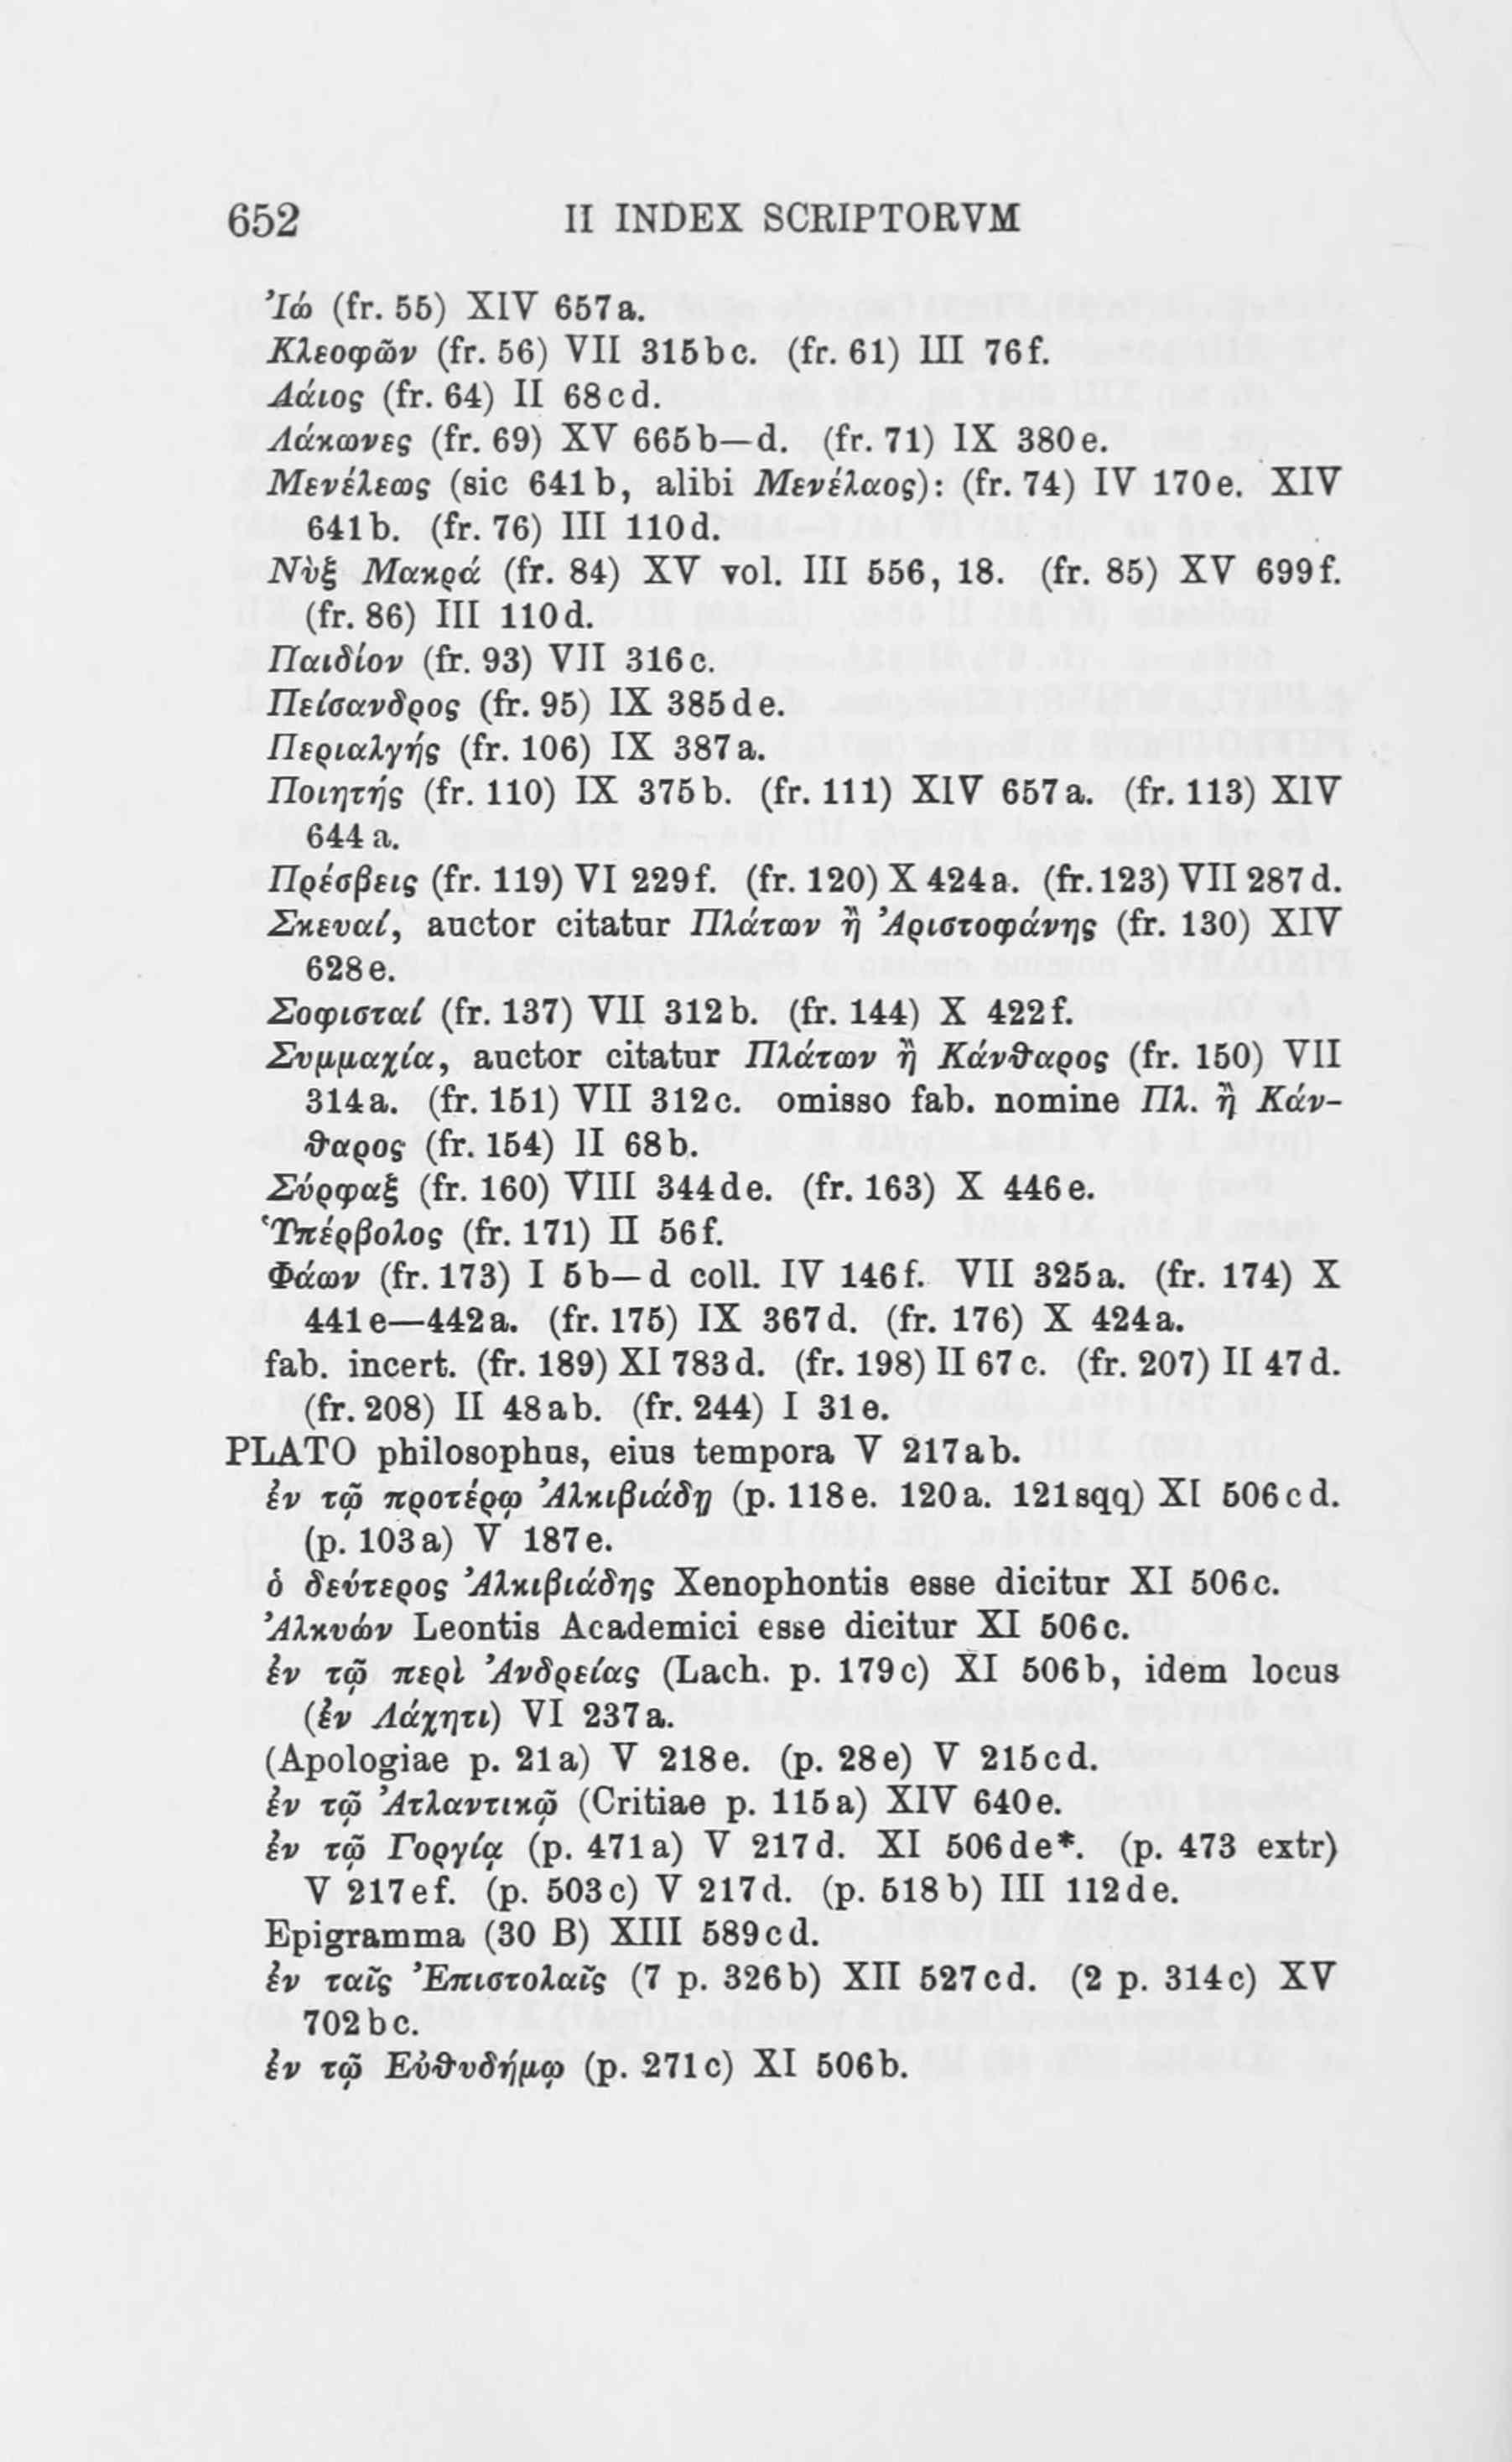 652 II INDEX SCRIPTORVM
Ἰώ (fr. 55) XIV 657a.
Κλεοφῶν (fr. 56) VII 315bc. (fr. 61) III 76f.
Λάιος (fr. 64) II 68cd.
Λάκωνες (fr. 69) XV 665b—d. (fr. 71) IX 380e.
Μενέλεως (sic 641b, alibi Μενέλαος): (fr. 74) IV 170e. XIV
641b. (fr. 76) III 110d.
Νὺξ Μακρά (fr. 84) XV vol. III 556, 18. (fr. 85) XV 699f.
(fr. 86) III 110d.
Παιδίον (fr. 93) VII 316c.
Πείσανδρος (fr. 95) IX 385de.
Περιαλγής (fr. 106) IX 387a.
Ποιητής (fr. 110) IX 375b. (fr. 111) XIV 657a. (fr. 113) XIV
644a.
Πρέσβεις (fr. 119) VI 229f. (fr. 120) X 424a. (fr. 123) VII 287d.
Σκευαί, auctor citatur Πλάτων ἢ Ἀριστοφάνης (fr. 130) XIV
628e.
Σοφισταί (fr. 137) VII 312b. (fr. 144) X 422f.
Συμμαχία, auctor citatur Πλάτων ἢ Κάνθαρος (fr. 150) VII
314a. (fr. 151) VII 312c. omisso fab. nomine Πλ. ἢ Κάν-
θαρος (fr. 154) II 68b.
Σύρφαξ (fr. 160) VIII 344de. (fr. 163) X 446e.
Ὑπέρβολος (fr. 171) II 56f.
Φάων (fr. 173) I 5b—d coll. IV 146f. VII 325a. (fr. 174) X
441e—442a. (fr. 175) IX 367d. (fr. 176) X 424a.
fab. incert. (fr. 189) XI 783d. (fr. 198) II 67c. (fr. 207) II 47d.
(fr. 208) II 48ab. (fr. 244) I 31e.
PLATO philosophus, eius tempora V 217ab.
ἐν τῷ προτέρῳ Ἀλκιβιάδῃ (p. 118e. 120a. 121sqq) XI 506cd.
(p. 103a) V 187e.
ὁ δεύτερος Ἀλκιβιάδης Xenophontis esse dicitur XI 506c.
Ἀλκυών Leontis Academici esse dicitur XI 506c.
ἐν τῷ περὶ Ἀνδρείας (Lach. p. 179c) XI 506b, idem locus
(ἐν Λάχητι) VI 237a.
(Apologiae p. 21a) V 218e. (p. 28e) V 215cd.
ἐν τῷ Ἀτλαντικῷ (Critiae p. 115a) XIV 640e.
ἐν τῷ Γοργίᾳ (p. 471a) V 217d. XI 506de*. (p. 473 extr)
V 217ef. (p. 503c) V 217d. (p. 518b) III 112de.
Epigramma (30 B) XIII 589cd.
ἐν ταῖς Ἐπιστολαῖς (7 p. 326b) XII 527cd. (2 p. 314c) XV
702bc.
ἐν τῷ Εὐθυδήμῳ (p. 271c) XI 506b.